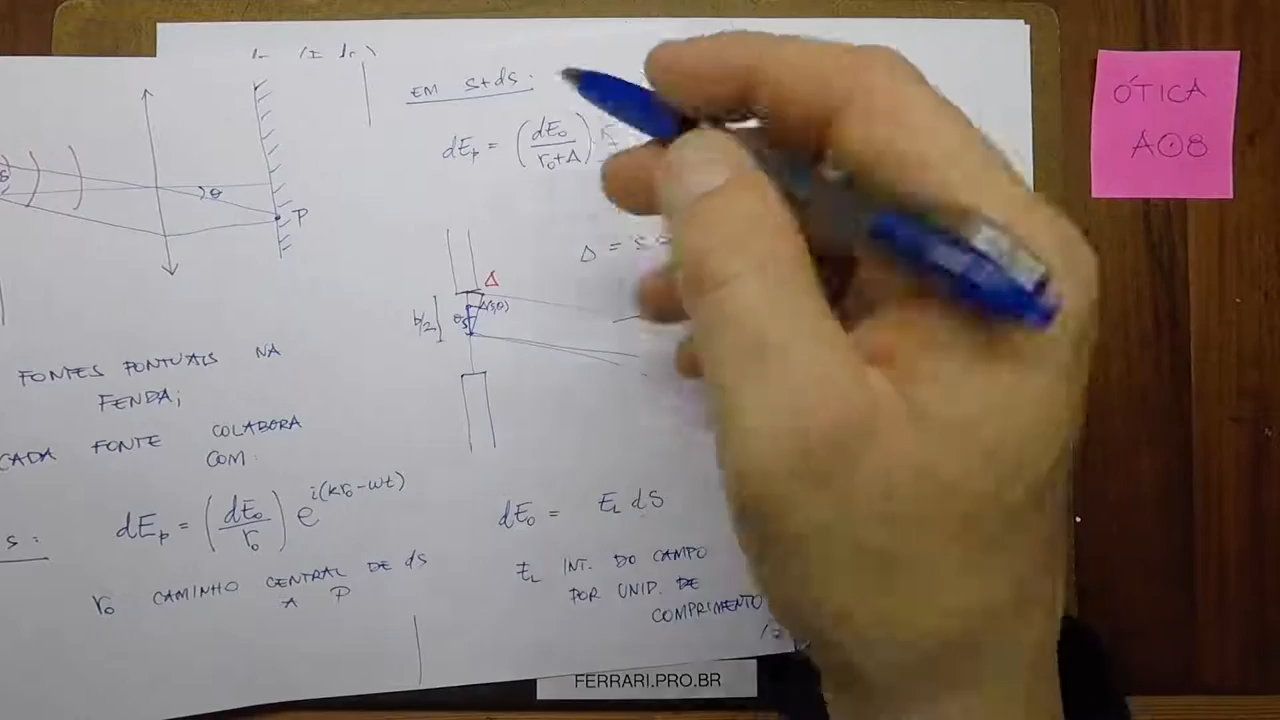 EM s+ds.
dEp = (dE₀ / r₀+Δ).
Δ = s
θ
P
Δ
Δ(s,θ)
θ
b/2
FONTES PONTUAIS NA
FENDA;
CADA FONTE COLABORA
COM
s:
dEp = (dE₀ / r₀) e^i(kr₀-ωt)
r₀ CAMINHO CENTRAL DE ds
A P
dE₀ = E_L dS
E_L INT. DO CAMPO
POR UNID. DE
COMPRIMENTO
ÓTICA
A08
FERRARI.PRO.BR